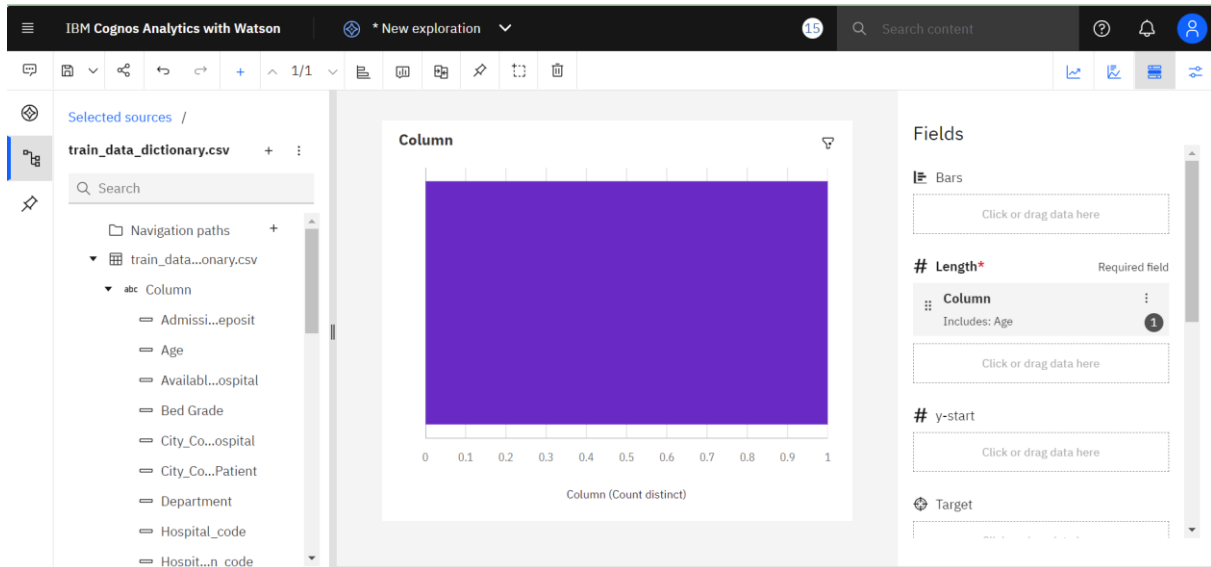 IBM Cognos Analytics with Watson
* New exploration
15
Search content
1/1
Selected sources /
train_data_dictionary.csv
Search
Navigation paths
train_data...onary.csv
abc Column
Admissi...eposit
Age
Availabl...ospital
Bed Grade
City_Co...ospital
City_Co...Patient
Department
Hospital_code
Hospit...n_code
Column
0 0.1 0.2 0.3 0.4 0.5 0.6 0.7 0.8 0.9 1
Column (Count distinct)
Fields
Bars
Click or drag data here
# Length* Required field
Column
Includes: Age
1
Click or drag data here
# y-start
Click or drag data here
Target